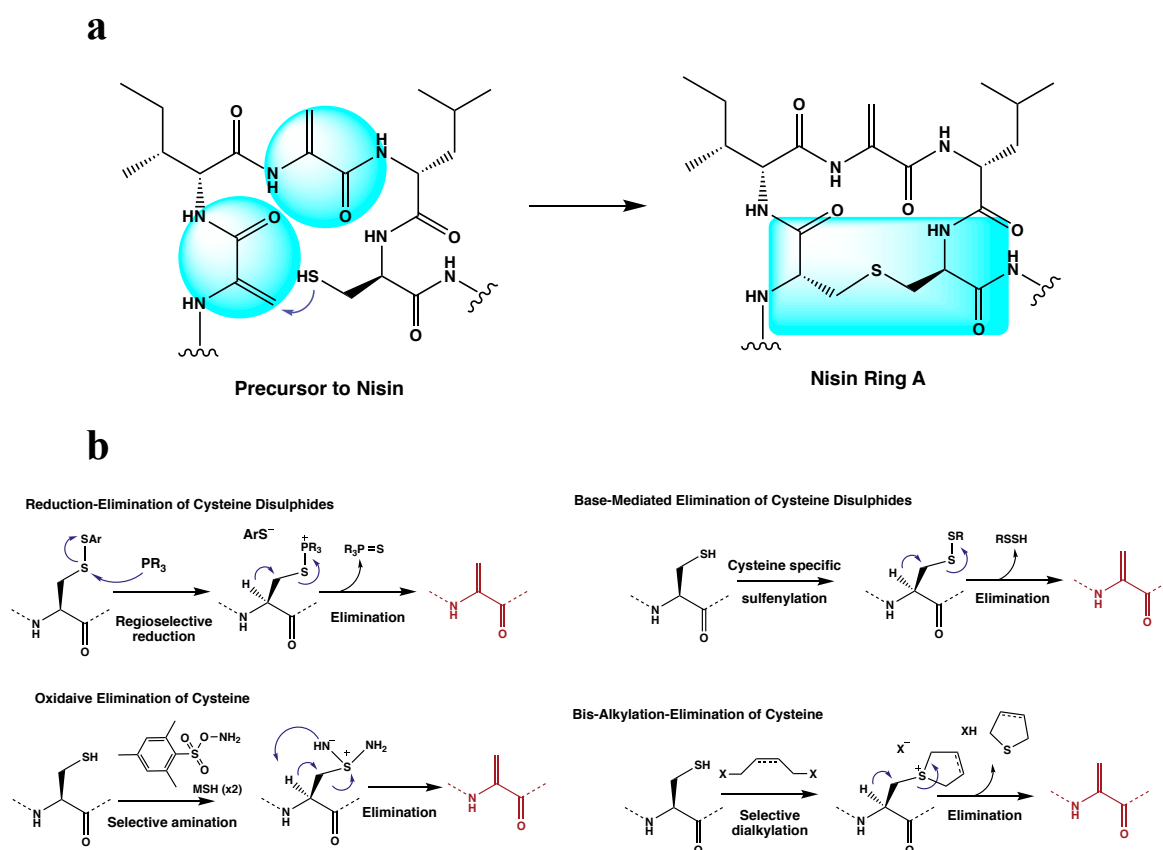 a
O
H
N
N
H
O
HN
O
HN
O
HS
H
N
HN
O
Precursor to Nisin
O
H
N
N
H
O
HN
O
HN
O
S
H
N
HN
O
Nisin Ring A
b
Reduction-Elimination of Cysteine Disulphides
SAr
S
PR3
N
H
O
Regioselective
reduction
ArS−
+
PR3
S
H
N
H
O
R3P=S
Elimination
N
H
O
Base-Mediated Elimination of Cysteine Disulphides
SH
N
H
O
Cysteine specific
sulfenylation
SR
S
H
N
H
O
RSSH
Elimination
N
H
O
Oxidaive Elimination of Cysteine
SH
N
H
O
O-NH2
S
O
O
MSH (x2)
Selective amination
HN−
+
S
NH2
H
N
H
O
Elimination
N
H
O
Bis-Alkylation-Elimination of Cysteine
SH
N
H
O
X
X
Selective
dialkylation
X−
+
S
H
N
H
O
XH
S
Elimination
N
H
O